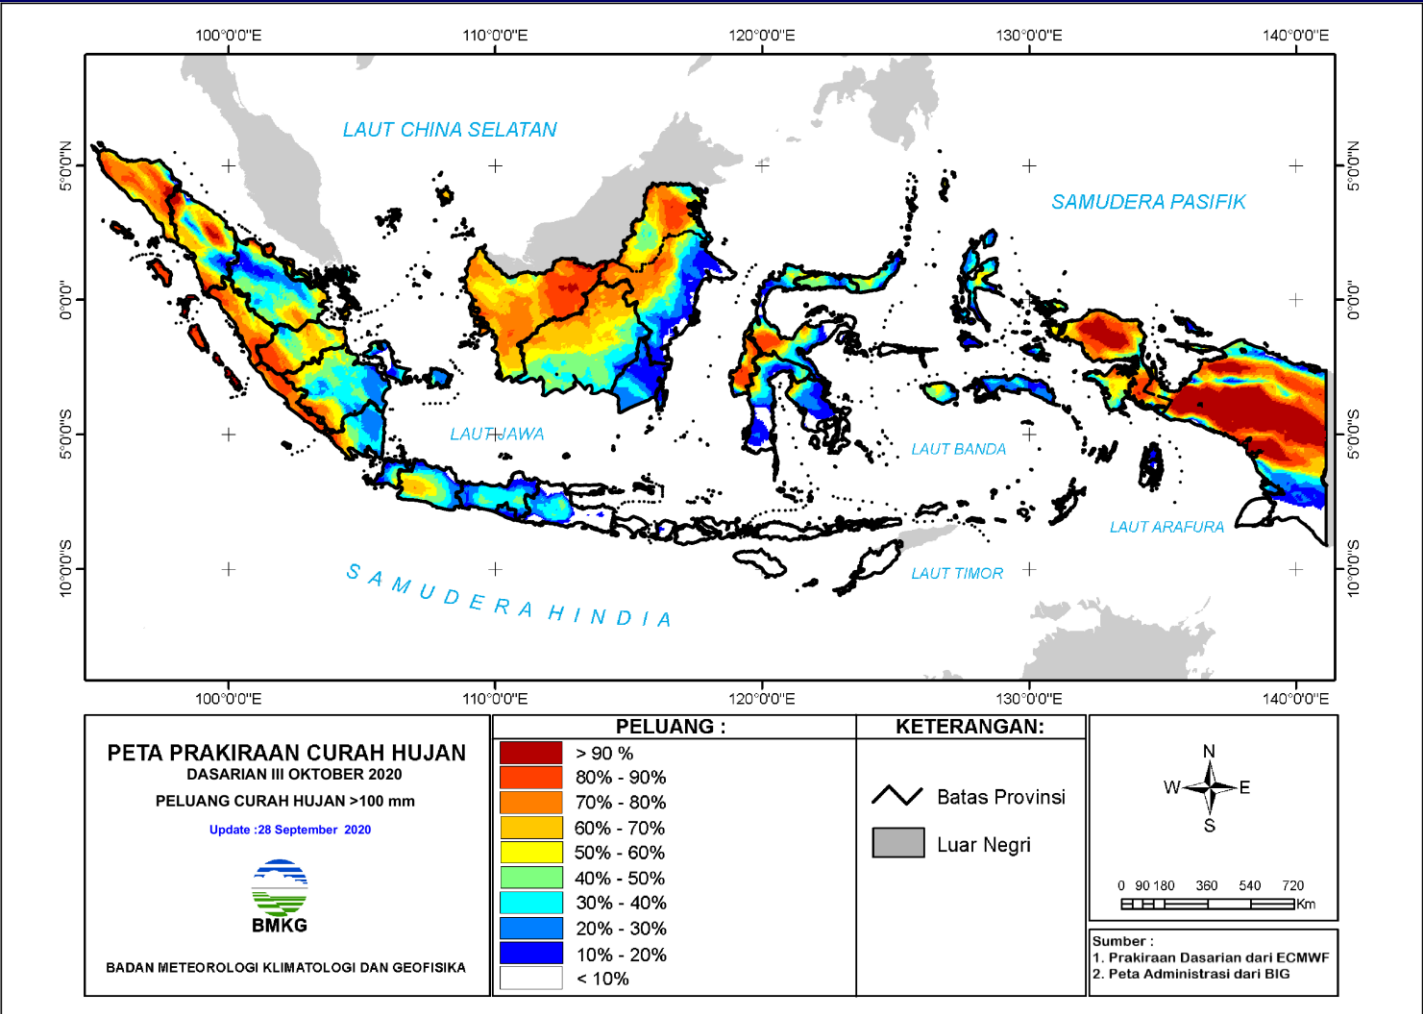 100°0'0"E 110°0'0"E 120°0'0"E 130°0'0"E 140°0'0"E
LAUT CHINA SELATAN
5°0'0"N 5°0'0"N
SAMUDERA PASIFIK
0°0'0" 0°0'0"
LAUT JAWA
5°0'0"S 5°0'0"S
LAUT BANDA
LAUT ARAFURA
10°0'0"S 10°0'0"S
LAUT TIMOR
SAMUDERA HINDIA
100°0'0"E 110°0'0"E 120°0'0"E 130°0'0"E 140°0'0"E
PETA PRAKIRAAN CURAH HUJAN
DASARIAN III OKTOBER 2020
PELUANG CURAH HUJAN >100 mm
Update :28 September 2020
BMKG
BADAN METEOROLOGI KLIMATOLOGI DAN GEOFISIKA
PELUANG :
> 90 %
80% - 90%
70% - 80%
60% - 70%
50% - 60%
40% - 50%
30% - 40%
20% - 30%
10% - 20%
< 10%
KETERANGAN:
Batas Provinsi
Luar Negri
N
W E
S
0 90 180 360 540 720
Km
Sumber :
1. Prakiraan Dasarian dari ECMWF
2. Peta Administrasi dari BIG